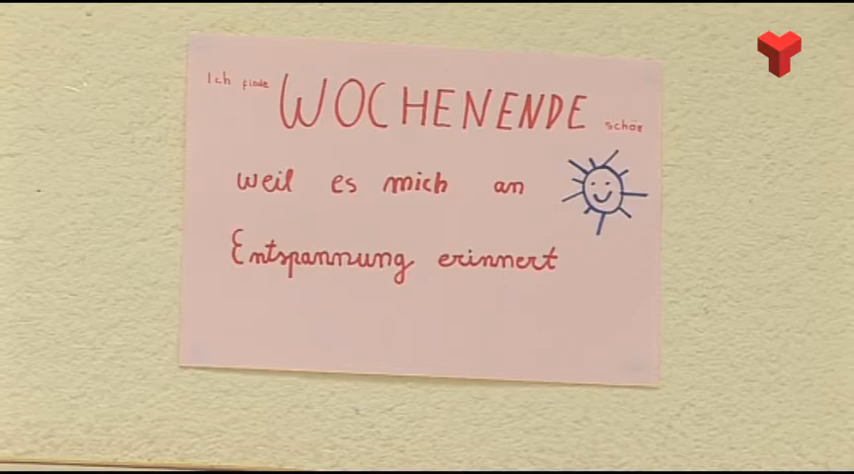 Ich finde WOCHENENDE schön
weil es mich an
Entspannung erinnert